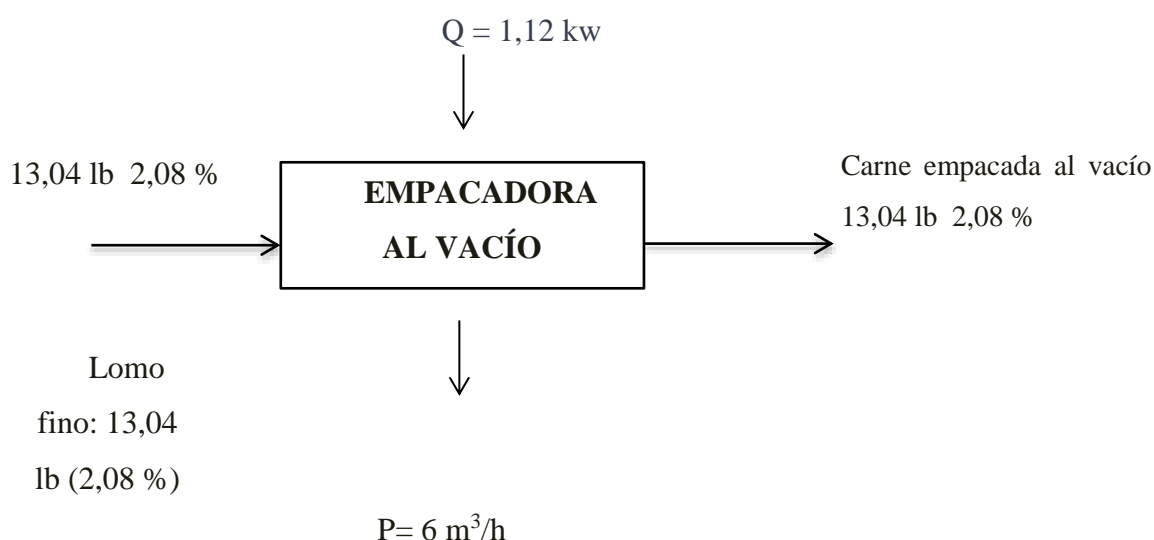 Q = 1,12 kw
13,04 lb 2,08 %
EMPACADORA
AL VACÍO
Carne empacada al vacío
13,04 lb 2,08 %
Lomo
fino: 13,04
lb (2,08 %)
P= 6 m³/h